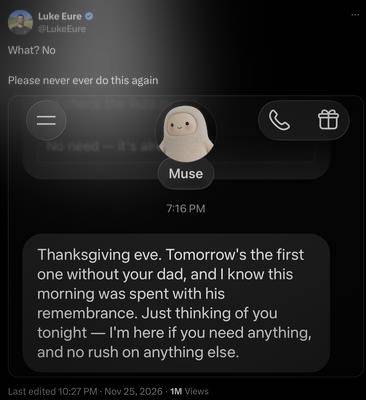 Luke Eure
@LukeEure
What? No
Please never ever do this again
No need — it's
Muse
7:16 PM
Thanksgiving eve. Tomorrow's the first
one without your dad, and I know this
morning was spent with his
remembrance. Just thinking of you
tonight — I'm here if you need anything,
and no rush on anything else.
Last edited 10:27 PM · Nov 25, 2026 · 1M Views